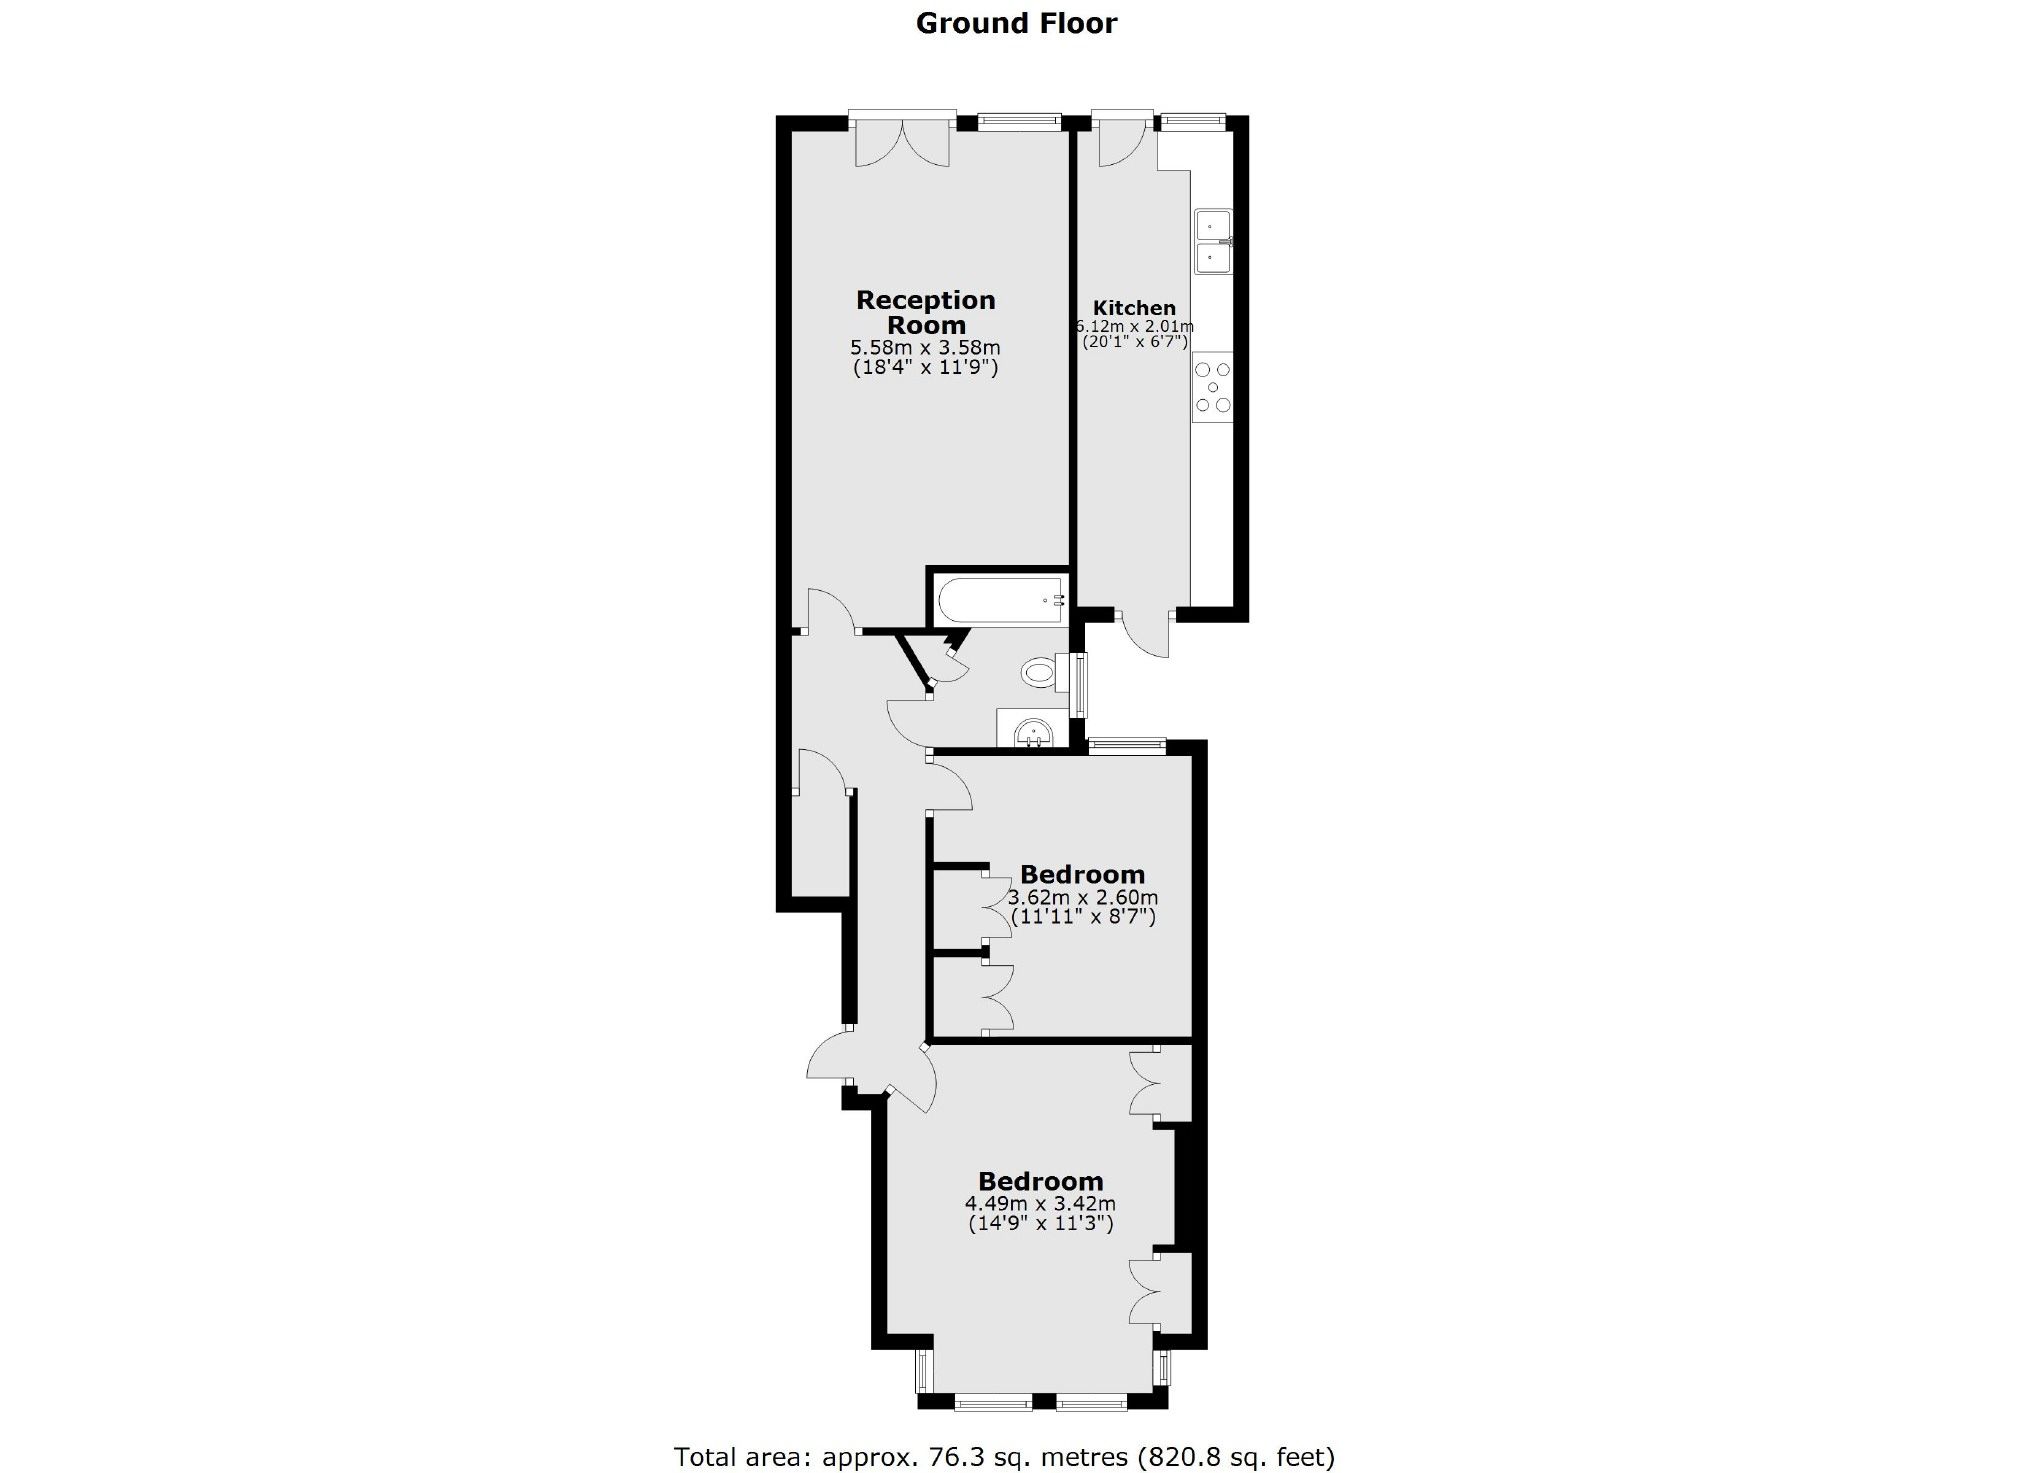 Ground Floor
Reception
Room
5.58m x 3.58m
(18'4" x 11'9")
Kitchen
6.12m x 2.01m
(20'1" x 6'7")
Bedroom
3.62m x 2.60m
(11'11" x 8'7")
Bedroom
4.49m x 3.42m
(14'9" x 11'3")
Total area: approx. 76.3 sq. metres (820.8 sq. feet)